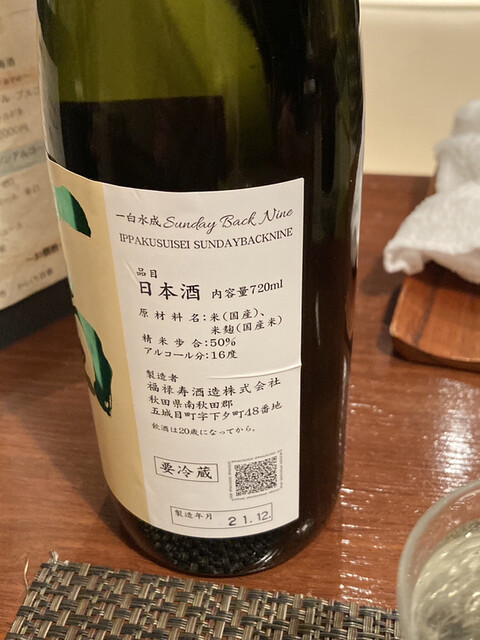 一白水成 Sunday Back Nine
IPPAKUSUISEI SUNDAYBACKNINE
品目
日本酒 内容量720ml
原材料名:米(国産)、
米麹(国産米)
精米歩合:50%
アルコール分:16度
製造者
福禄寿酒造株式会社
秋田県南秋田郡
五城目町字下夕町48番地
飲酒は20歳になってから。
要冷蔵
製造年月 21.12.